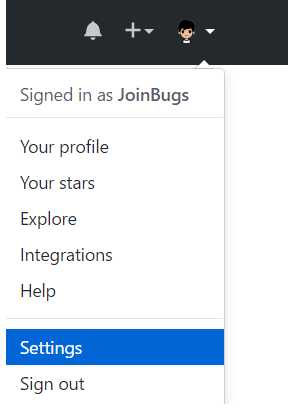 Signed in as JoinBugs
Your profile
Your stars
Explore
Integrations
Help
Settings
Sign out